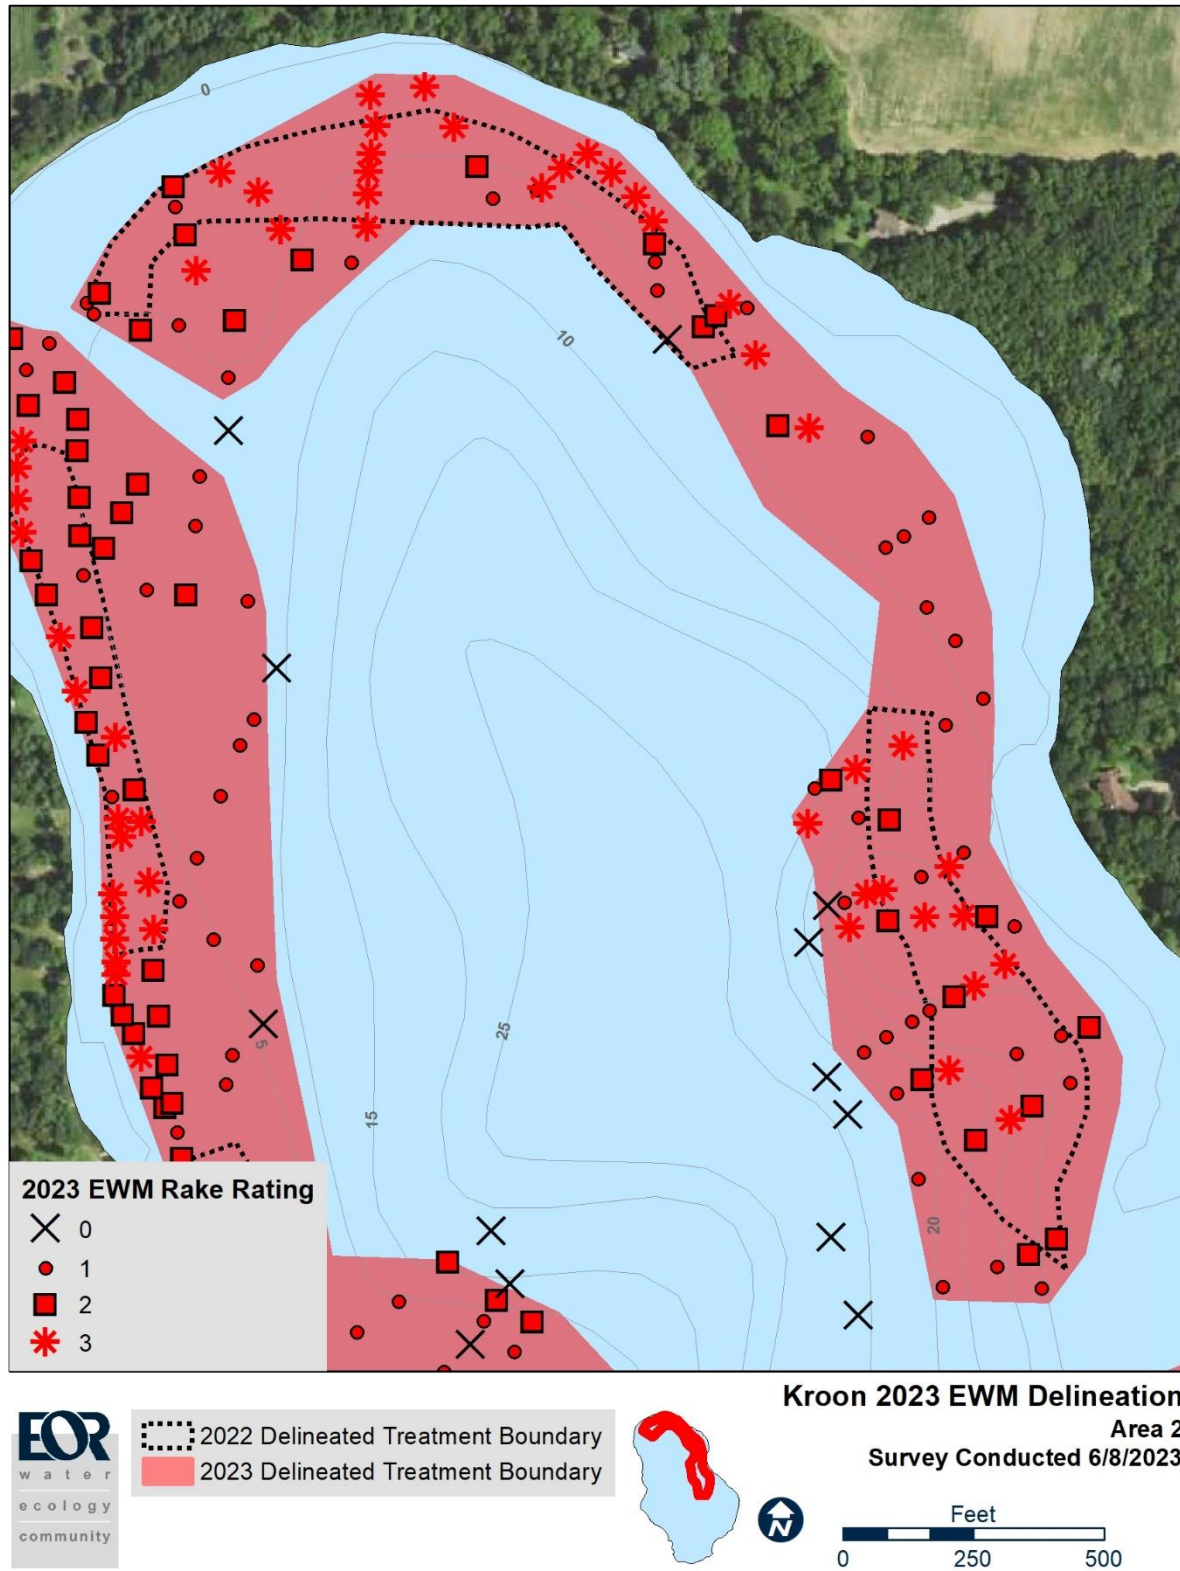 0
10
25
15
5
20
2023 EWM Rake Rating
0
1
2
3
EOR
water
ecology
community
2022 Delineated Treatment Boundary
2023 Delineated Treatment Boundary
N
Kroon 2023 EWM Delineation
Area 2
Survey Conducted 6/8/2023
Feet
0 250 500